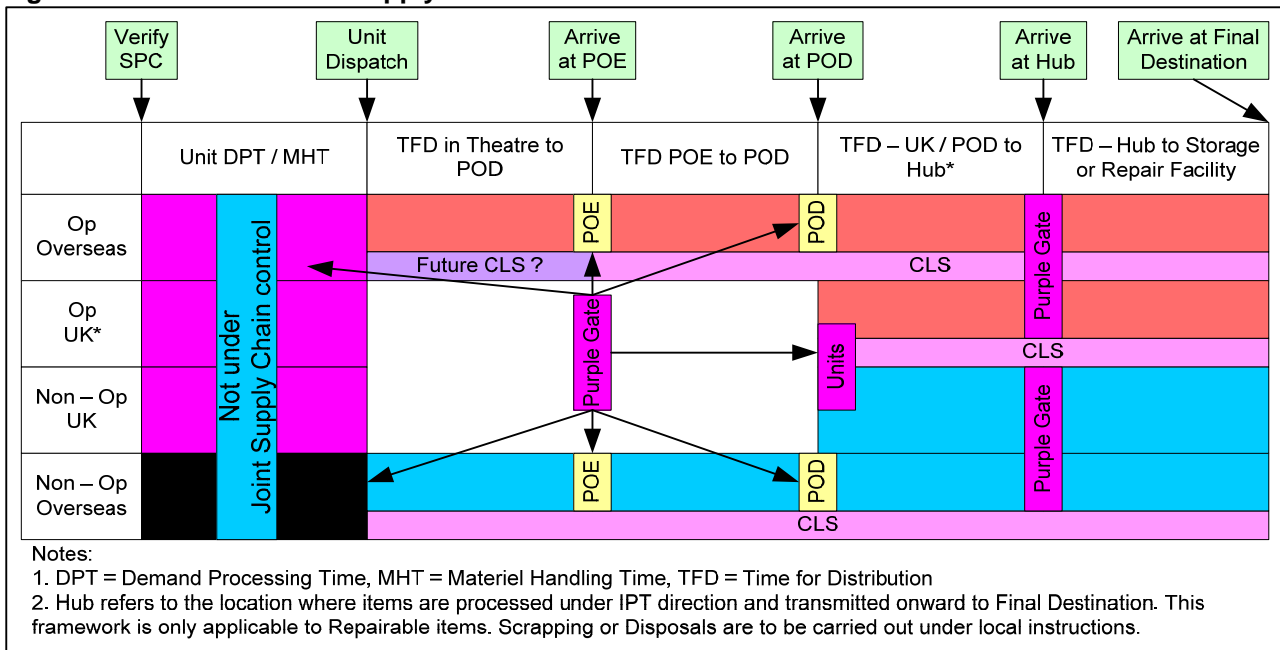 Verify
SPC
Unit
Dispatch
Arrive
at POE
Arrive
at POD
Arrive
at Hub
Arrive at Final
Destination
Unit DPT / MHT
TFD in Theatre to
POD
TFD POE to POD
TFD – UK / POD to
Hub*
TFD – Hub to Storage
or Repair Facility
Op
Overseas
POE
POD
Future CLS ?
CLS
Purple Gate
Op
UK*
Not under
Joint Supply Chain control
Purple Gate
Units
CLS
Non – Op
UK
Purple Gate
Non – Op
Overseas
POE
POD
CLS
Notes:
1. DPT = Demand Processing Time, MHT = Materiel Handling Time, TFD = Time for Distribution
2. Hub refers to the location where items are processed under IPT direction and transmitted onward to Final Destination. This
framework is only applicable to Repairable items. Scrapping or Disposals are to be carried out under local instructions.